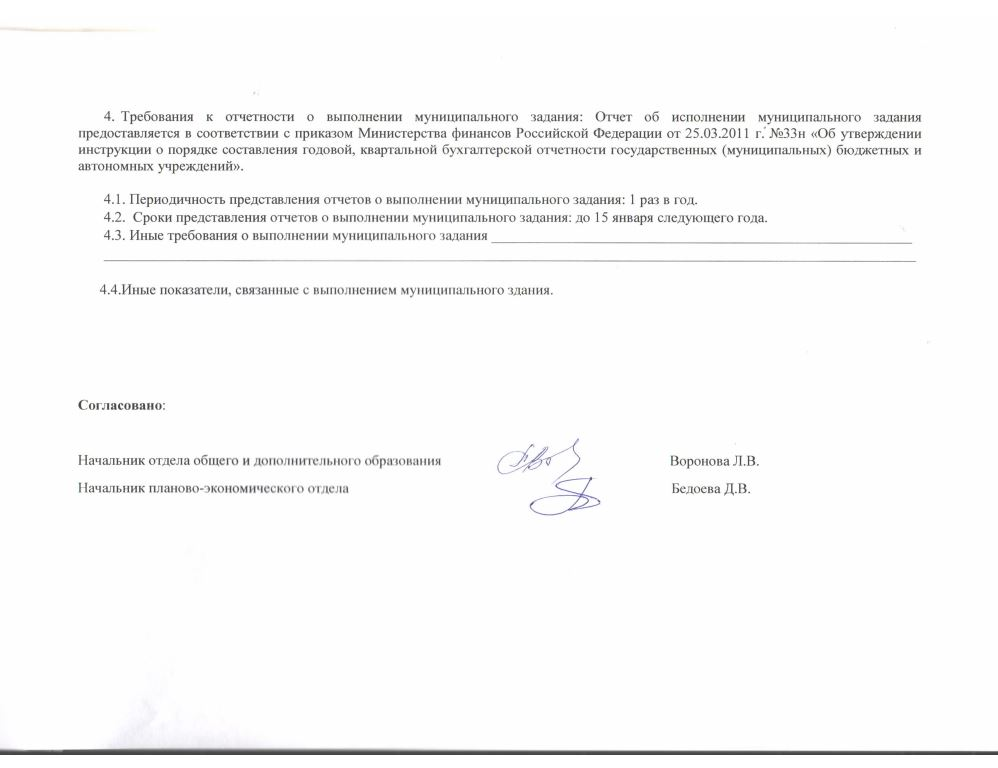 4. Требования к отчетности о выполнении муниципального задания: Отчет об исполнении муниципального задания
предоставляется в соответствии с приказом Министерства финансов Российской Федерации от 25.03.2011 г. №33н «Об утверждении
инструкции о порядке составления годовой, квартальной бухгалтерской отчетности государственных (муниципальных) бюджетных и
автономных учреждений».
4.1. Периодичность представления отчетов о выполнении муниципального задания: 1 раз в год.
4.2. Сроки представления отчетов о выполнении муниципального задания: до 15 января следующего года.
4.3. Иные требования о выполнении муниципального задания
4.4.Иные показатели, связанные с выполнением муниципального здания.
Согласовано:
Начальник отдела общего и дополнительного образования Воронова Л.В.
Начальник планово-экономического отдела Бедоева Д.В.